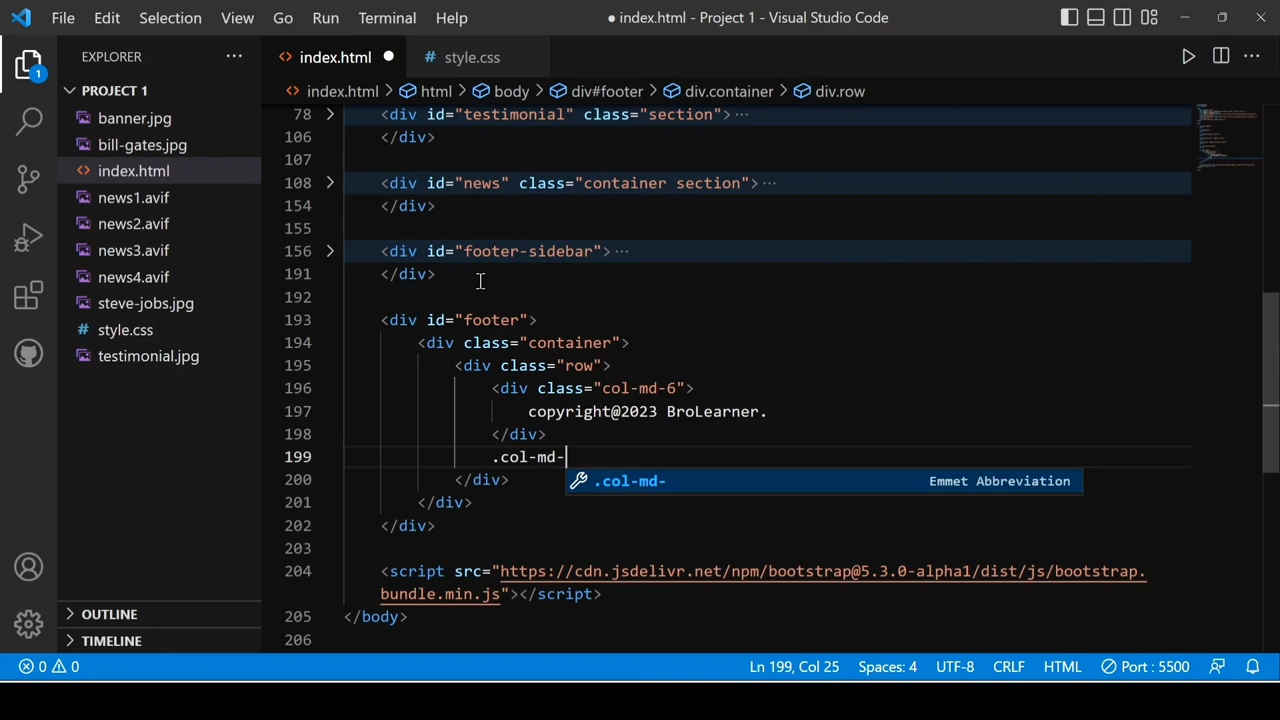 File Edit Selection View Go Run Terminal Help ● index.html - Project 1 - Visual Studio Code
EXPLORER ...
<> index.html ● # style.css
PROJECT 1
<> index.html > html > body > div#footer > div.container > div.row
banner.jpg
bill-gates.jpg
<> index.html
news1.avif
news2.avif
news3.avif
news4.avif
steve-jobs.jpg
# style.css
testimonial.jpg
OUTLINE
TIMELINE
1
78 > <div id="testimonial" class="section">...
106 </div>
107
108 > <div id="news" class="container section">...
154 </div>
155
156 > <div id="footer-sidebar">...
191 </div>
192
193 <div id="footer">
194 <div class="container">
195 <div class="row">
196 <div class="col-md-6">
197 copyright@2023 BroLearner.
198 </div>
199 .col-md-
.col-md- Emmet Abbreviation
200 </div>
201 </div>
202 </div>
203
204 <script src="https://cdn.jsdelivr.net/npm/bootstrap@5.3.0-alpha1/dist/js/bootstrap.
bundle.min.js"></script>
205 </body>
206
0 0 Ln 199, Col 25 Spaces: 4 UTF-8 CRLF HTML Port : 5500